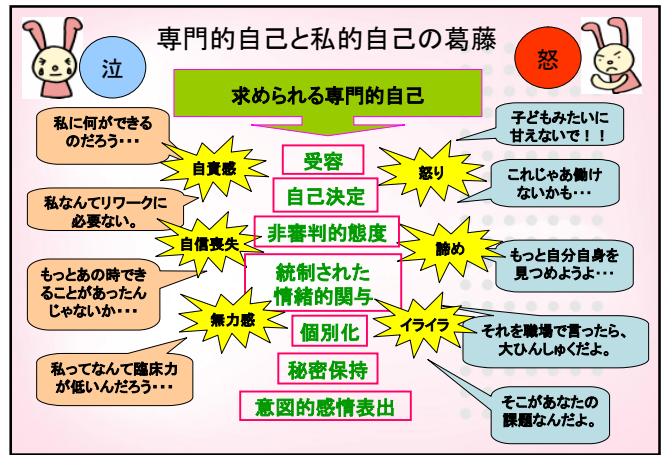 専門的自己と私的自己の葛藤
泣
怒
求められる専門的自己
私に何ができる
のだろう・・・
私なんてリワークに
必要ない。
もっとあの時でき
ることがあったん
じゃないか・・・
私ってなんて臨床力
が低いんだろう・・・
自責感
自信喪失
無力感
受容
自己決定
非審判的態度
統制された
情緒的関与
個別化
秘密保持
意図的感情表出
怒り
諦め
イライラ
子どもみたいに
甘えないで！！
これじゃあ働け
ないかも・・・
もっと自分自身を
見つめようよ・・・
それを職場で言ったら、
大ひんしゅくだよ。
そこがあなたの
課題なんだよ。